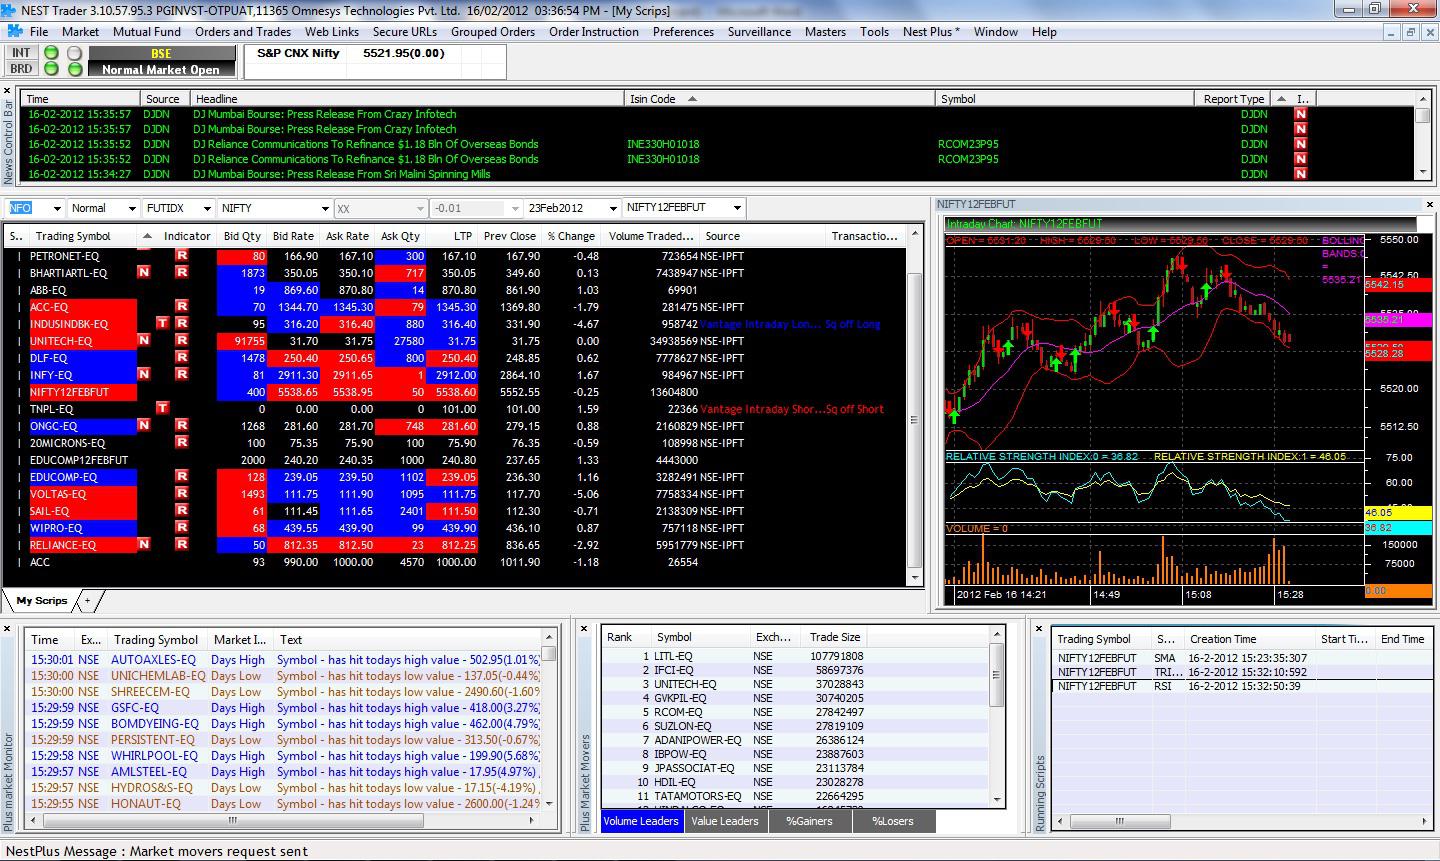 NEST Trader 3.10.57.95.3 PGINVST-OTPUAT,11365 Omnesys Technologies Pvt. Ltd. 16/02/2012 03:36:54 PM - [My Scrips]
File Market Mutual Fund Orders and Trades Web Links Secure URLs Grouped Orders Order Instruction Preferences Surveillance Masters Tools Nest Plus * Window Help
INT BSE S&P CNX Nifty 5521.95(0.00)
BRD Normal Market Open
News Control Bar
Time Source Headline Isin Code Symbol Report Type I..
16-02-2012 15:35:57 DJDN DJ Mumbai Bourse: Press Release From Crazy Infotech DJDN N
16-02-2012 15:35:57 DJDN DJ Mumbai Bourse: Press Release From Crazy Infotech DJDN N
16-02-2012 15:35:52 DJDN DJ Reliance Communications To Refinance $1.18 Bln Of Overseas Bonds INE330H01018 RCOM23P95 DJDN N
16-02-2012 15:35:52 DJDN DJ Reliance Communications To Refinance $1.18 Bln Of Overseas Bonds INE330H01018 RCOM23P95 DJDN N
16-02-2012 15:34:27 DJDN DJ Mumbai Bourse: Press Release From Sri Malini Spinning Mills DJDN N
NFO Normal FUTIDX NIFTY XX -0.01 23Feb2012 NIFTY12FEBFUT
S.. Trading Symbol Indicator Bid Qty Bid Rate Ask Rate Ask Qty LTP Prev Close % Change Volume Traded... Source Transactio...
PETRONET-EQ R 80 166.90 167.10 300 167.10 167.90 -0.48 723654 NSE-IPFT
BHARTIARTL-EQ N R 1873 350.05 350.10 717 350.05 349.60 0.13 7438947 NSE-IPFT
ABB-EQ 19 869.60 870.80 14 870.80 861.90 1.03 69901
ACC-EQ R 70 1344.70 1345.30 79 1345.30 1369.80 -1.79 281475 NSE-IPFT
INDUSINDBK-EQ T R 95 316.20 316.40 880 316.40 331.90 -4.67 958742 Vantage Intraday Lon... Sq off Long
UNITECH-EQ N R 91755 31.70 31.75 27580 31.75 31.75 0.00 34938569 NSE-IPFT
DLF-EQ R 1478 250.40 250.65 800 250.40 248.85 0.62 7778627 NSE-IPFT
INFY-EQ N R 81 2911.30 2911.65 1 2912.00 2864.10 1.67 984967 NSE-IPFT
NIFTY12FEBFUT 400 5538.65 5538.95 50 5538.60 5552.55 -0.25 13604800
TNPL-EQ T 0 0.00 0.00 0 101.00 101.00 1.59 22366 Vantage Intraday Shor... Sq off Short
ONGC-EQ N R 1268 281.60 281.70 748 281.60 279.15 0.88 2160829 NSE-IPFT
20MICRONS-EQ R 100 75.35 75.90 100 75.90 76.35 -0.59 108998 NSE-IPFT
EDUCOMP12FEBFUT 2000 240.20 235.35 1000 240.80 237.65 1.33 4443000
EDUCOMP-EQ R 128 239.05 239.50 1102 239.05 236.30 1.16 3282491 NSE-IPFT
VOLTAS-EQ R 1493 111.75 111.90 1095 111.75 117.70 -5.06 7758334 NSE-IPFT
SAIL-EQ R 61 111.45 111.65 2401 111.50 112.30 -0.71 2138309 NSE-IPFT
WIPRO-EQ R 68 439.55 439.90 99 439.90 436.10 0.87 757118 NSE-IPFT
RELIANCE-EQ N R 50 812.35 812.50 23 812.25 836.65 -2.92 5951779 NSE-IPFT
ACC 93 990.00 1000.00 4570 1000.00 1011.90 -1.18 26554
My Scrips +
NIFTY12FEBFUT
Intraday Chart: NIFTY12FEBFUT
BOLLING
BANDS:0
=
5535.21
5550.00
5542.50
5542.15
5535.21
5528.28
5520.00
5512.50
RELATIVE STRENGTH INDEX:0 = 36.82 RELATIVE STRENGTH INDEX:1 = 46.05
75.00
60.00
46.05
36.82
VOLUME = 0
150000
75000
0.00
2012 Feb 16 14:21 14:49 15:08 15:28
Plus market Monitor
Time Ex... Trading Symbol Market I... Text
15:30:01 NSE AUTOAXLES-EQ Days High Symbol - has hit todays high value - 502.95(1.01%)
15:30:00 NSE UNICHEMLAB-EQ Days Low Symbol - has hit todays low value - 137.05(-0.44%)
15:30:00 NSE SHREECEM-EQ Days Low Symbol - has hit todays low value - 2490.60(-1.60%
15:29:59 NSE GSFC-EQ Days High Symbol - has hit todays high value - 418.00(3.27%)
15:29:59 NSE BOMDYEING-EQ Days High Symbol - has hit todays high value - 462.00(4.79%)
15:29:59 NSE PERSISTENT-EQ Days Low Symbol - has hit todays low value - 313.50(-0.67%)
15:29:58 NSE WHIRLPOOL-EQ Days High Symbol - has hit todays high value - 199.90(5.68%)
15:29:57 NSE AMLSTEEL-EQ Days High Symbol - has hit todays high value - 17.95(4.97%)
15:29:57 NSE HYDROS&S-EQ Days Low Symbol - has hit todays low value - 17.15(-4.19%)
15:29:55 NSE HONAUT-EQ Days Low Symbol - has hit todays low value - 2600.00(-1.24%
Plus Market Movers
Rank Symbol Exch... Trade Size
1 LITL-EQ NSE 107791808
2 IFCI-EQ NSE 58697376
3 UNITECH-EQ NSE 37028843
4 GVKPIL-EQ NSE 30740205
5 RCOM-EQ NSE 27842497
6 SUZLON-EQ NSE 27819109
7 ADANIPOWER-EQ NSE 26386124
8 IBPOW-EQ NSE 23887603
9 JPASSOCIAT-EQ NSE 23113784
10 HDIL-EQ NSE 23028278
11 TATAMOTORS-EQ NSE 22664295
Volume Leaders Value Leaders %Gainers %Losers
Running Scripts
Trading Symbol S... Creation Time Start Ti... End Time
NIFTY12FEBFUT SMA 16-2-2012 15:23:35:307
NIFTY12FEBFUT TRI... 16-2-2012 15:32:10:592
NIFTY12FEBFUT RSI 16-2-2012 15:32:50:39
NestPlus Message : Market movers request sent